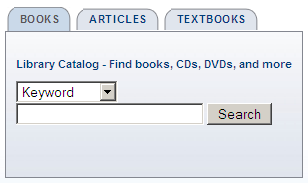 BOOKS ARTICLES TEXTBOOKS
Library Catalog - Find books, CDs, DVDs, and more
Keyword
Search